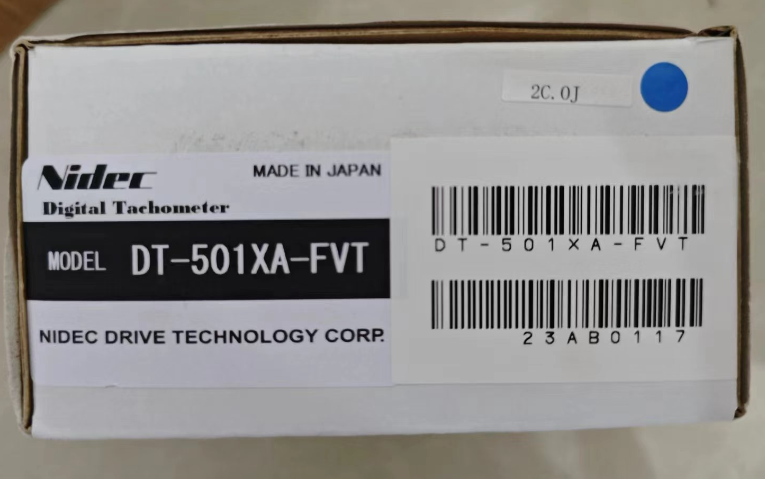 2C.0J
Nidec
MADE IN JAPAN
Digital Tachometer
MODEL DT-501XA-FVT
NIDEC DRIVE TECHNOLOGY CORP.
DT-501XA-FVT
23AB0117